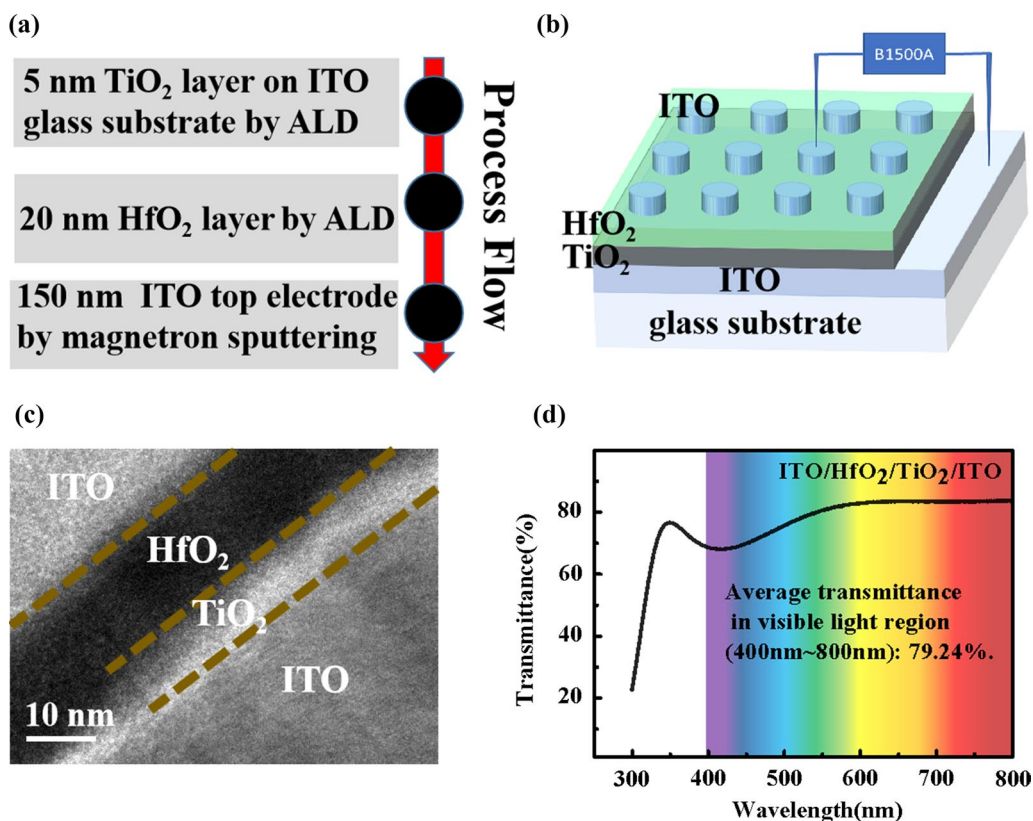 (a)
5 nm TiO₂ layer on ITO
glass substrate by ALD
20 nm HfO₂ layer by ALD
150 nm ITO top electrode
by magnetron sputtering
Process Flow
(b)
B1500A
ITO
HfO₂
TiO₂
ITO
glass substrate
(c)
ITO
HfO₂
TiO₂
ITO
10 nm
(d)
ITO/HfO₂/TiO₂/ITO
Average transmittance
in visible light region
(400nm~800nm): 79.24%.
Transmittance(%)
80
60
40
20
300 400 500 600 700 800
Wavelength(nm)